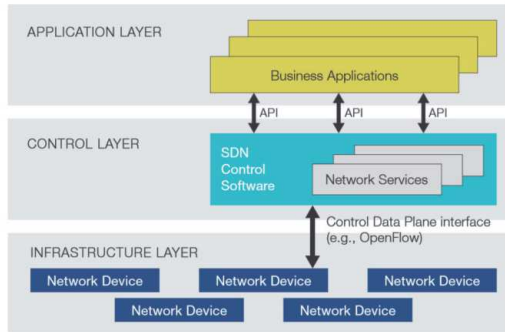 APPLICATION LAYER
Business Applications
API API API
CONTROL LAYER
SDN
Control
Software
Network Services
Control Data Plane interface
(e.g., OpenFlow)
INFRASTRUCTURE LAYER
Network Device Network Device Network Device
Network Device Network Device